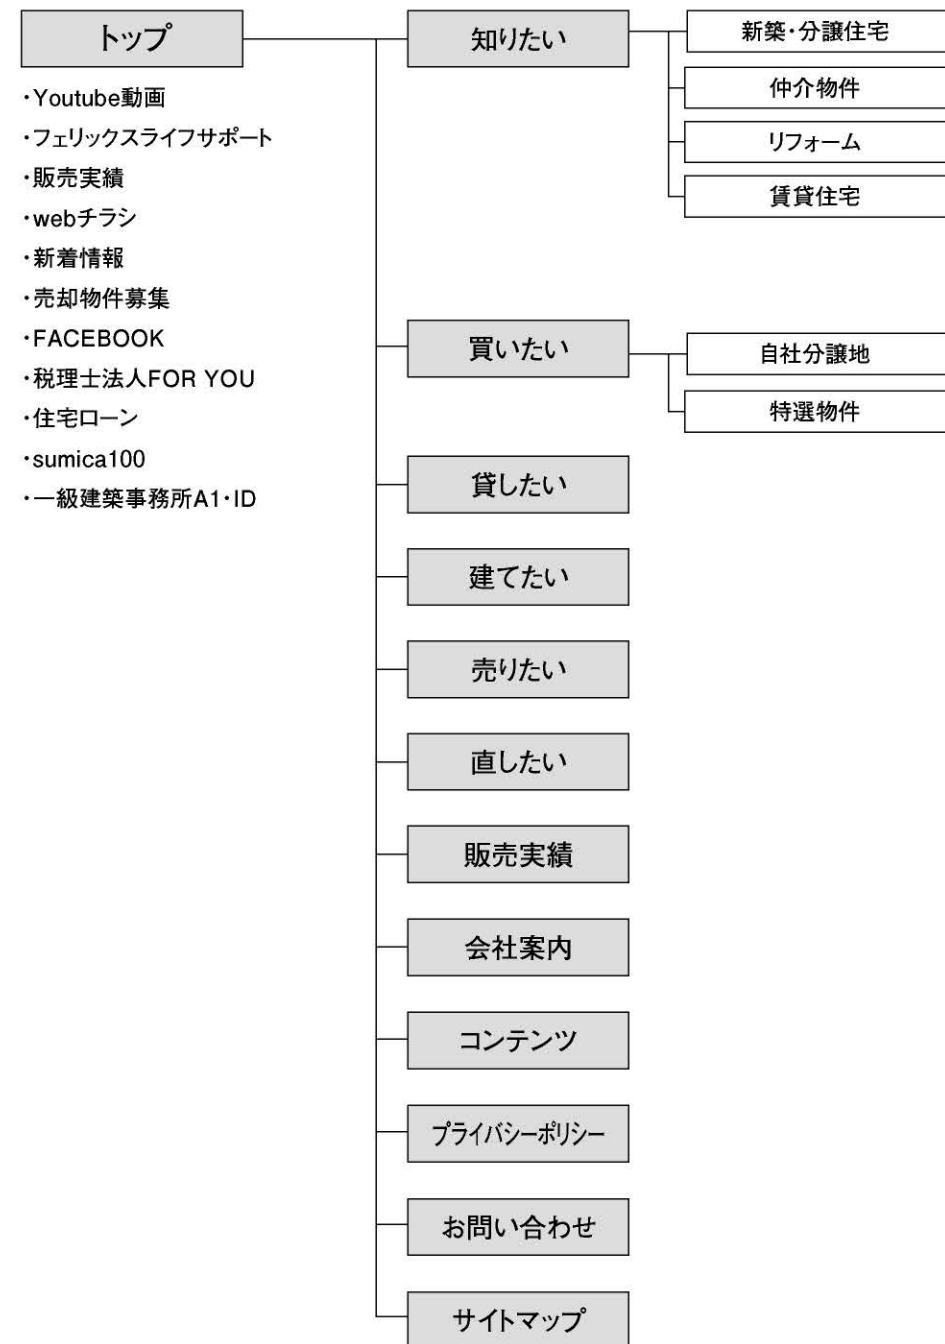 トップ
・Youtube動画
・フェリックスライフサポート
・販売実績
・webチラシ
・新着情報
・売却物件募集
・FACEBOOK
・税理士法人FOR YOU
・住宅ローン
・sumica100
・一級建築事務所A1・ID
知りたい
新築・分譲住宅
仲介物件
リフォーム
賃貸住宅
買いたい
自社分譲地
特選物件
貸したい
建てたい
売りたい
直したい
販売実績
会社案内
コンテンツ
プライバシーポリシー
お問い合わせ
サイトマップ